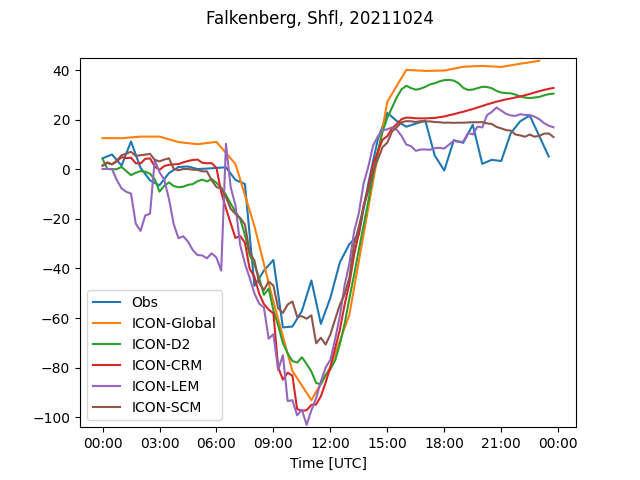 Falkenberg, Shfl, 20211024
40
20
0
−20
−40
−60
−80
−100
Obs
ICON-Global
ICON-D2
ICON-CRM
ICON-LEM
ICON-SCM
00:00 03:00 06:00 09:00 12:00 15:00 18:00 21:00 00:00
Time [UTC]